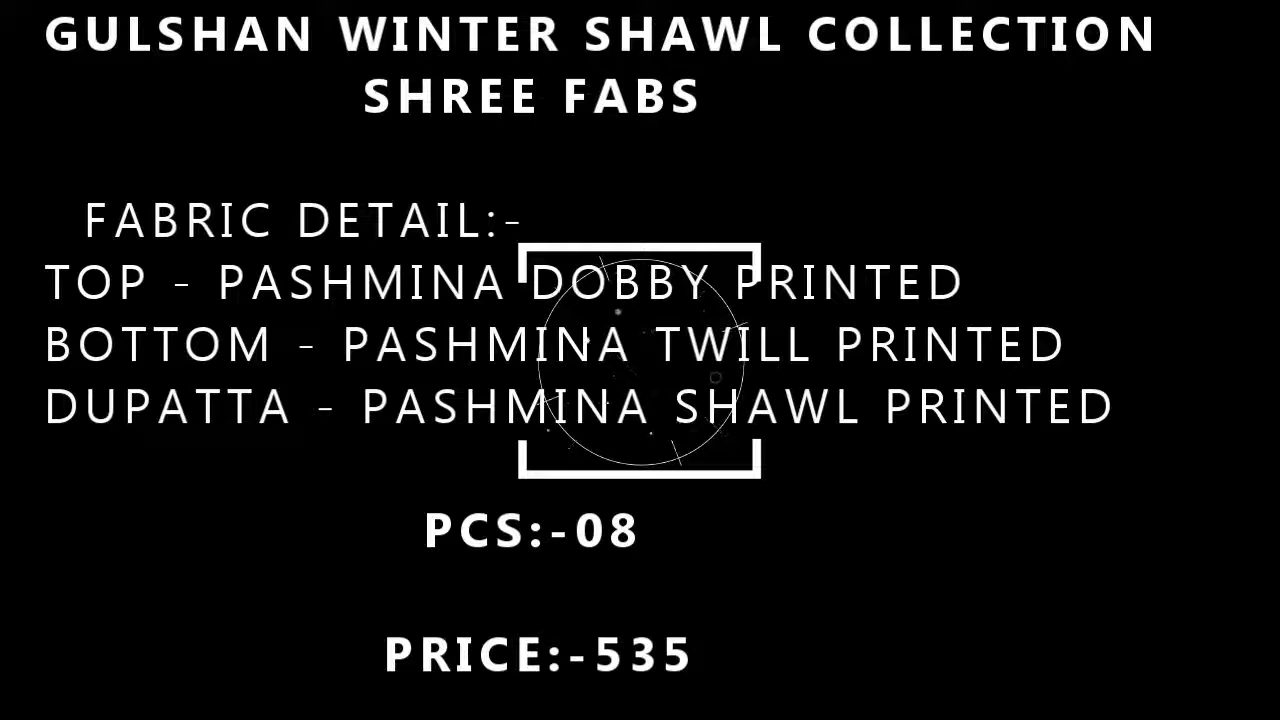 GULSHAN WINTER SHAWL COLLECTION
SHREE FABS
FABRIC DETAIL:-
TOP - PASHMINA DOBBY PRINTED
BOTTOM - PASHMINA TWILL PRINTED
DUPATTA - PASHMINA SHAWL PRINTED
PCS:-08
PRICE:-535